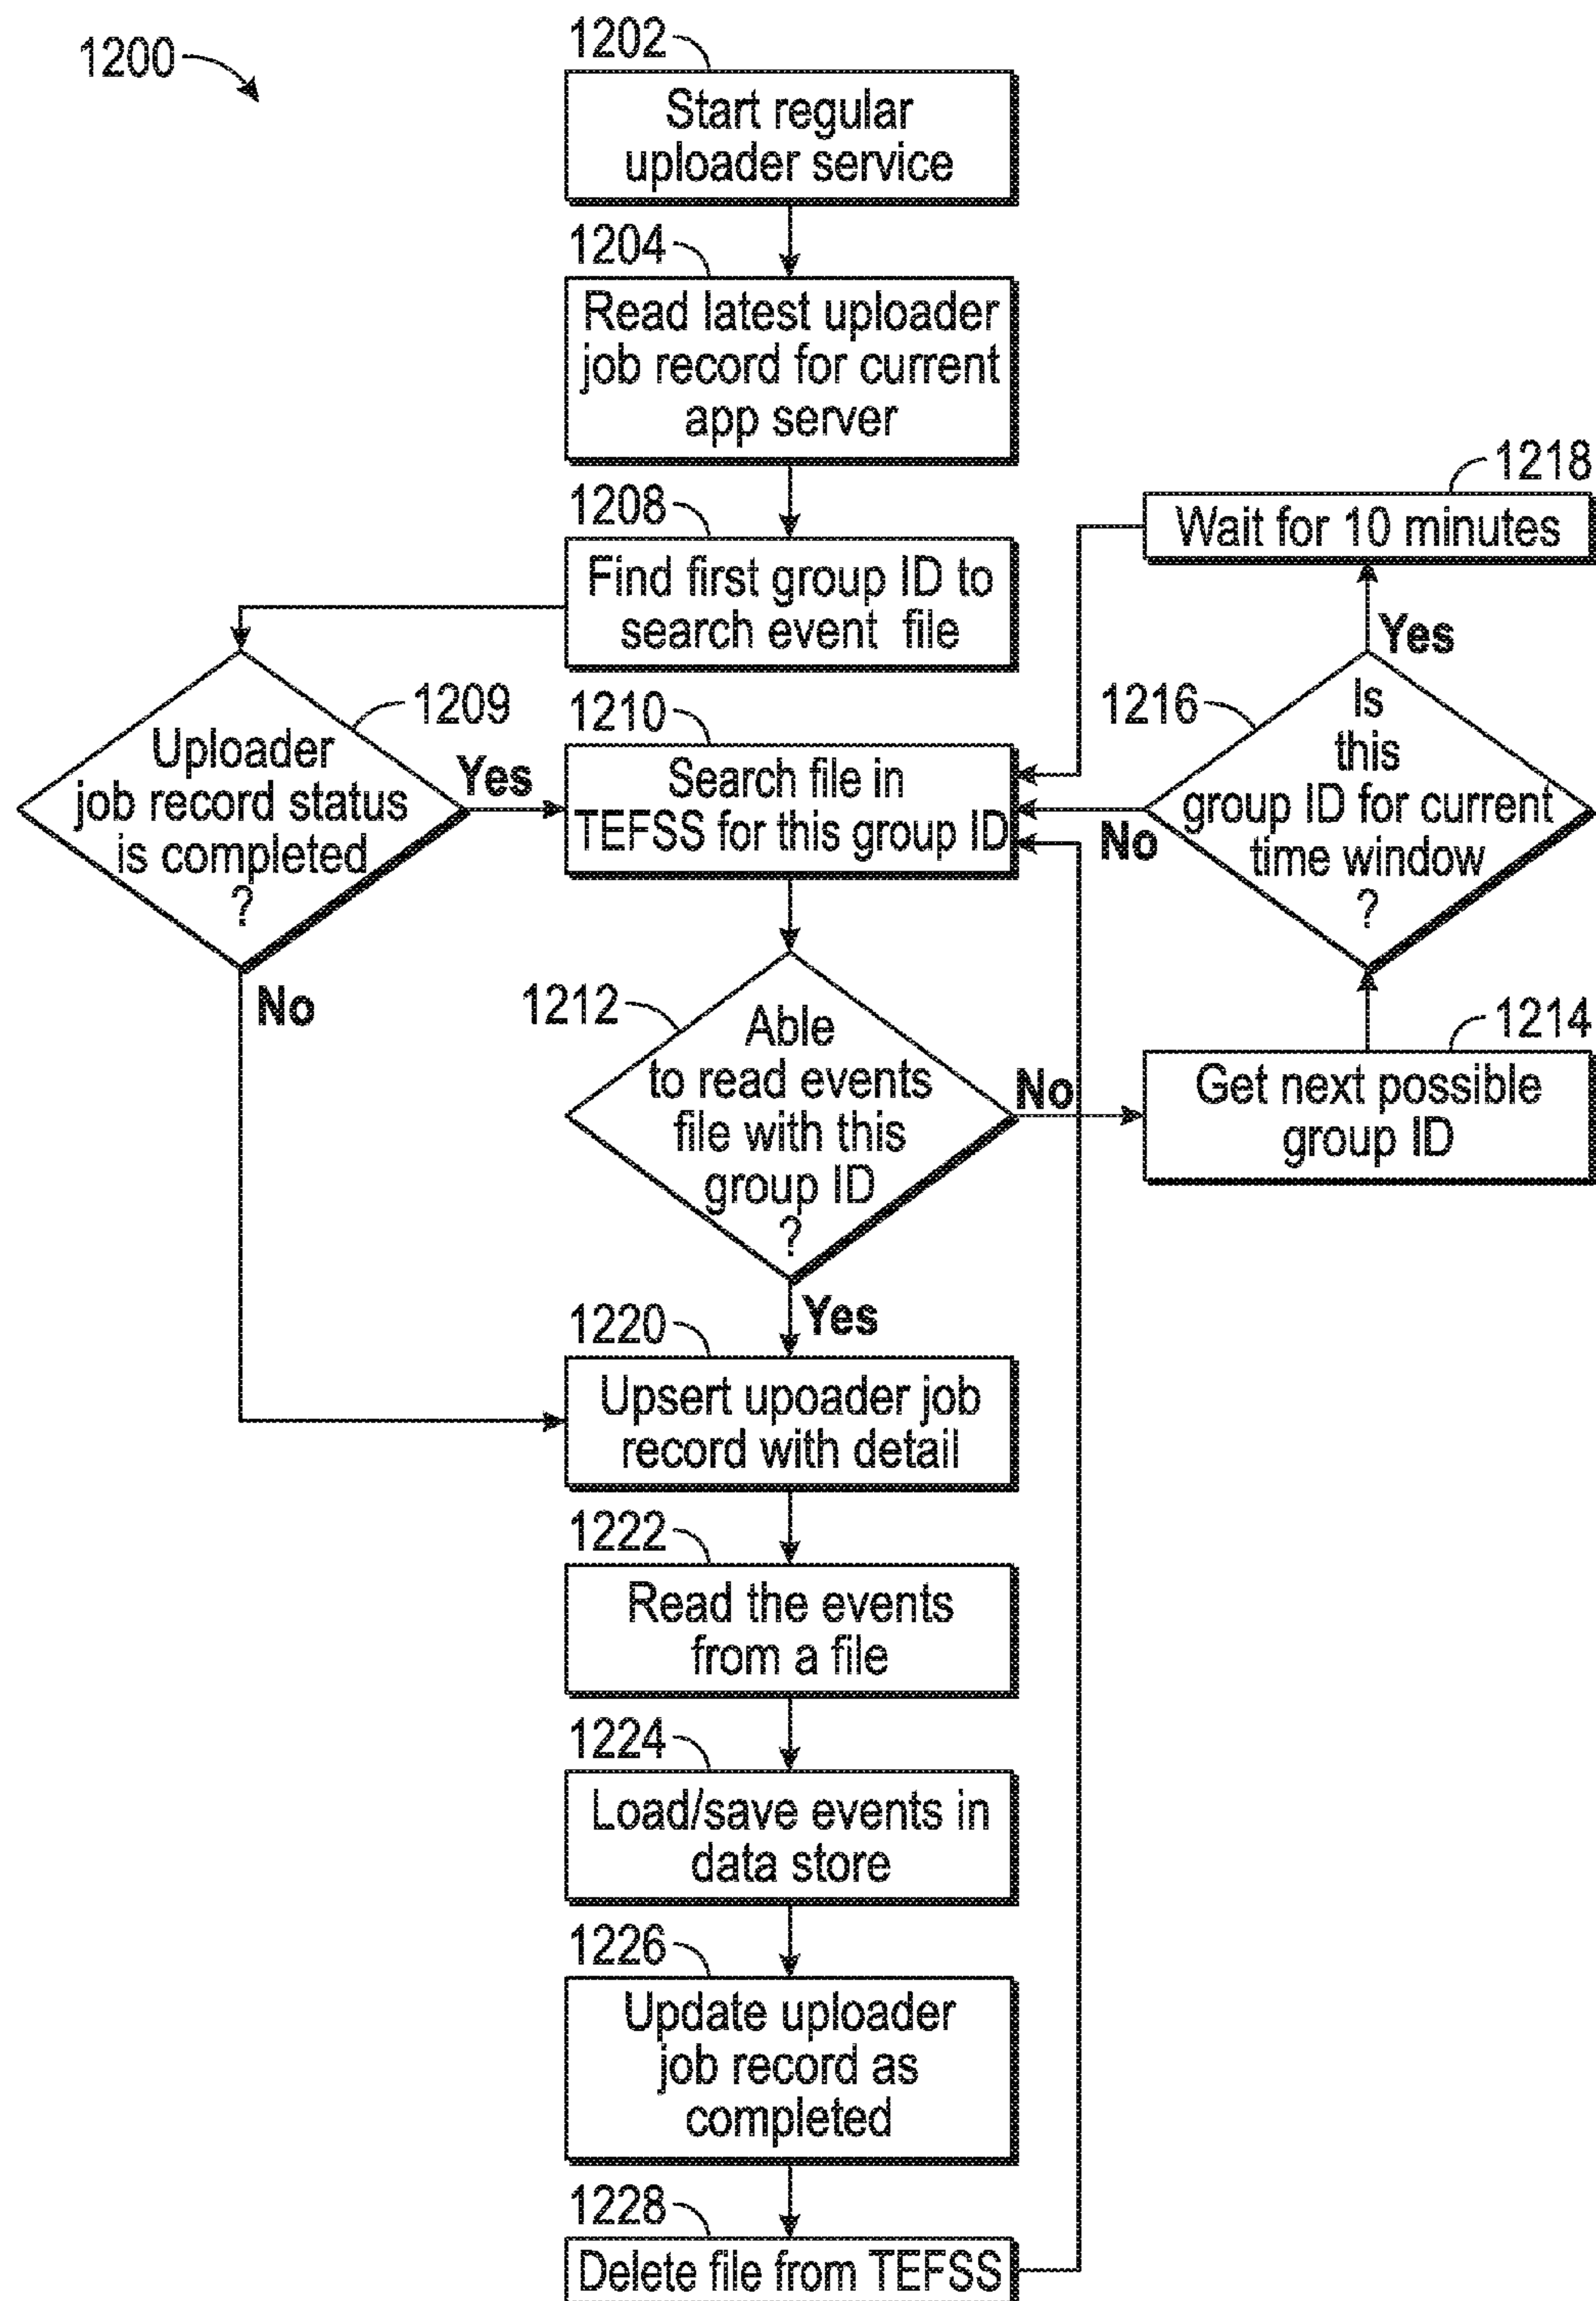 1200
1202
Start regular
uploader service
1204
Read latest uploader
job record for current
app server
1208
Find first group ID to
search event file
1218
Wait for 10 minutes
Yes
1209
Uploader
job record status
is completed
?
Yes
No
1210
Search file in
TEFSS for this group ID
1216
Is
this
group ID for current
time window
?
No
1212
Able
to read events
file with this
group ID
?
No
Yes
1214
Get next possible
group ID
1220
Upsert upoader job
record with detail
1222
Read the events
from a file
1224
Load/save events in
data store
1226
Update uploader
job record as
completed
1228
Delete file from TEFSS